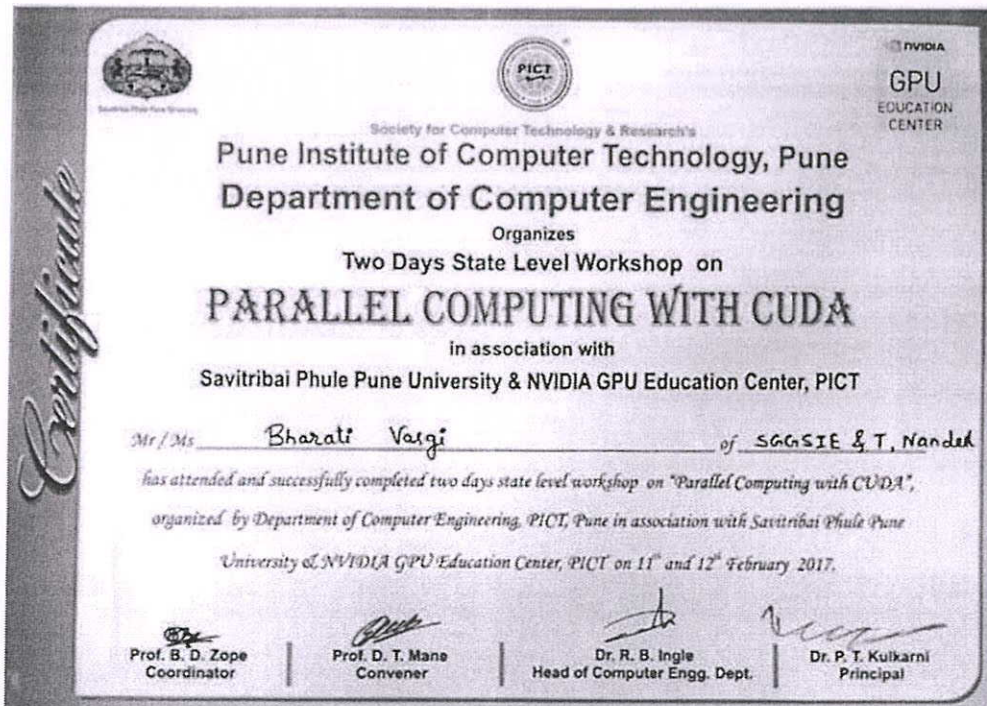 Certificate
PICT
NVIDIA
GPU
EDUCATION
CENTER
Society for Computer Technology & Research's
Pune Institute of Computer Technology, Pune
Department of Computer Engineering
Organizes
Two Days State Level Workshop on
PARALLEL COMPUTING WITH CUDA
in association with
Savitribai Phule Pune University & NVIDIA GPU Education Center, PICT
Mr/Ms Bharati Vasgi of SGGSIE & T, Nanded
has attended and successfully completed two days state level workshop on "Parallel Computing with CUDA",
organized by Department of Computer Engineering, PICT, Pune in association with Savitribai Phule Pune
University & NVIDIA GPU Education Center, PICT on 11th and 12th February 2017.
Prof. B. D. Zope
Coordinator
Prof. D. T. Mane
Convener
Dr. R. B. Ingle
Head of Computer Engg. Dept.
Dr. P. T. Kulkarni
Principal